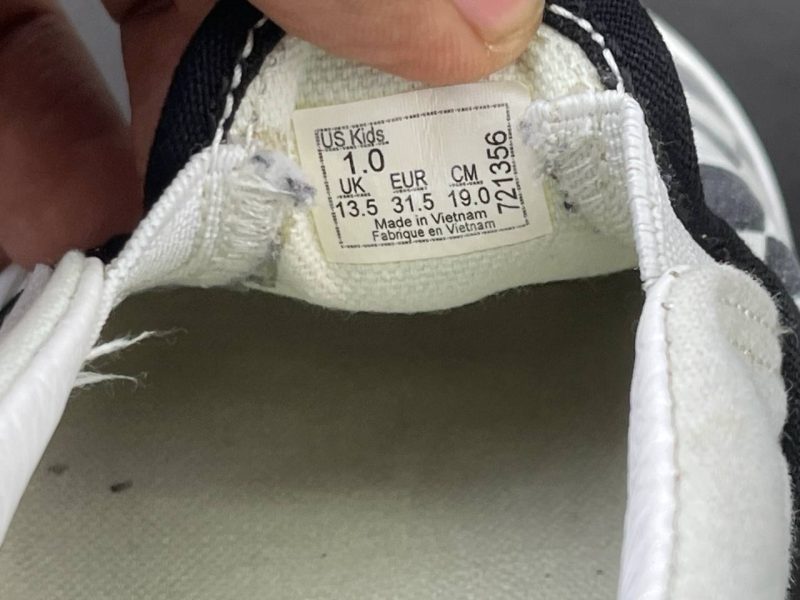 US Kids
1.0
UK EUR CM
13.5 31.5 19.0
Made in Vietnam
Fabrique en Vietnam
721356